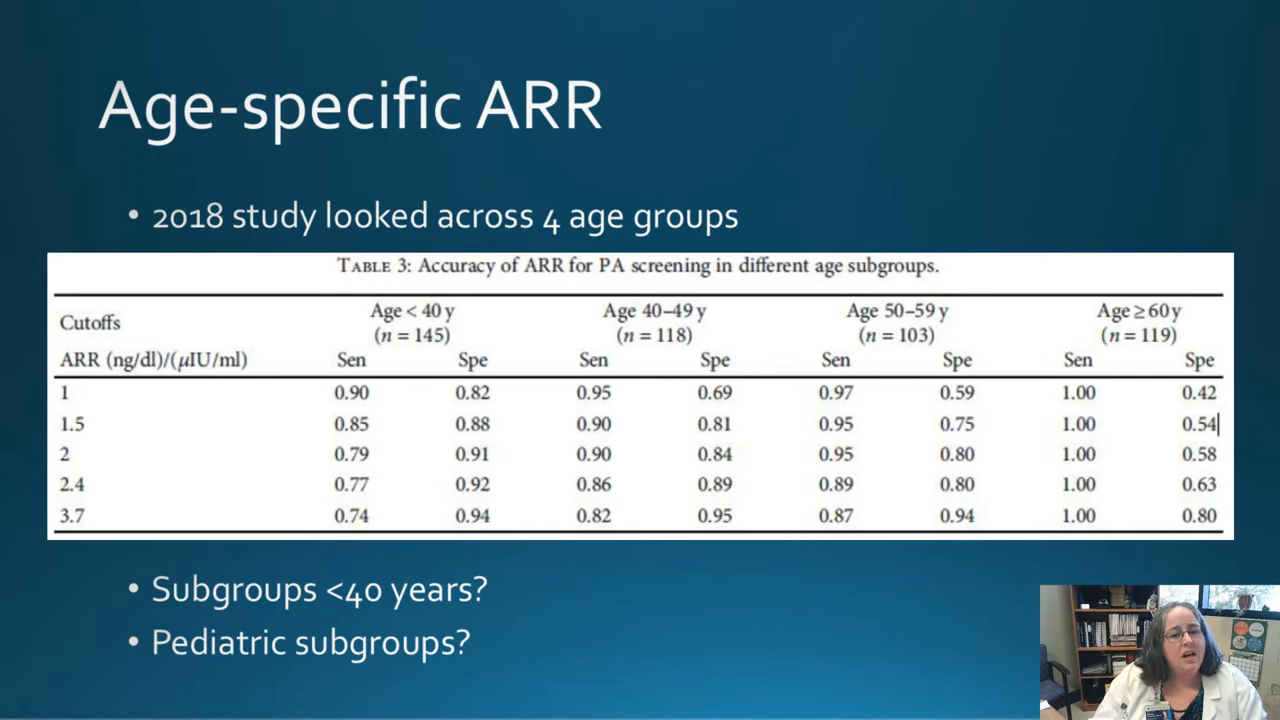 Age-specific ARR
• 2018 study looked across 4 age groups
TABLE 3: Accuracy of ARR for PA screening in different age subgroups.
Cutoffs Age < 40 y Age 40–49 y Age 50–59 y Age ≥ 60 y
(n = 145) (n = 118) (n = 103) (n = 119)
ARR (ng/dl)/(μIU/ml) Sen Spe Sen Spe Sen Spe Sen Spe
1 0.90 0.82 0.95 0.69 0.97 0.59 1.00 0.42
1.5 0.85 0.88 0.90 0.81 0.95 0.75 1.00 0.54
2 0.79 0.91 0.90 0.84 0.95 0.80 1.00 0.58
2.4 0.77 0.92 0.86 0.89 0.89 0.80 1.00 0.63
3.7 0.74 0.94 0.82 0.95 0.87 0.94 1.00 0.80
• Subgroups <40 years?
• Pediatric subgroups?